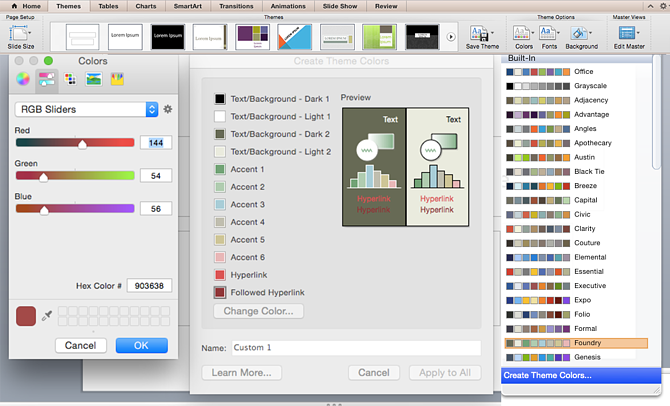 Home Themes Tables Charts SmartArt Transitions Animations Slide Show Review
Page Setup Themes Theme Options Master Views
Slide Size Save Theme Colors Fonts Background Edit Master
Colors
RGB Sliders
Red
144
Green
54
Blue
56
Hex Color # 903638
Cancel OK
Create Theme Colors
Text/Background - Dark 1
Text/Background - Light 1
Text/Background - Dark 2
Text/Background - Light 2
Accent 1
Accent 2
Accent 3
Accent 4
Accent 5
Accent 6
Hyperlink
Followed Hyperlink
Change Color...
Preview
Text Text
Hyperlink Hyperlink
Hyperlink Hyperlink
Name: Custom 1
Learn More... Cancel Apply to All
Built-In
Office
Grayscale
Adjacency
Advantage
Angles
Apothecary
Austin
Black Tie
Breeze
Capital
Civic
Clarity
Couture
Elemental
Essential
Executive
Expo
Folio
Formal
Foundry
Genesis
Create Theme Colors...